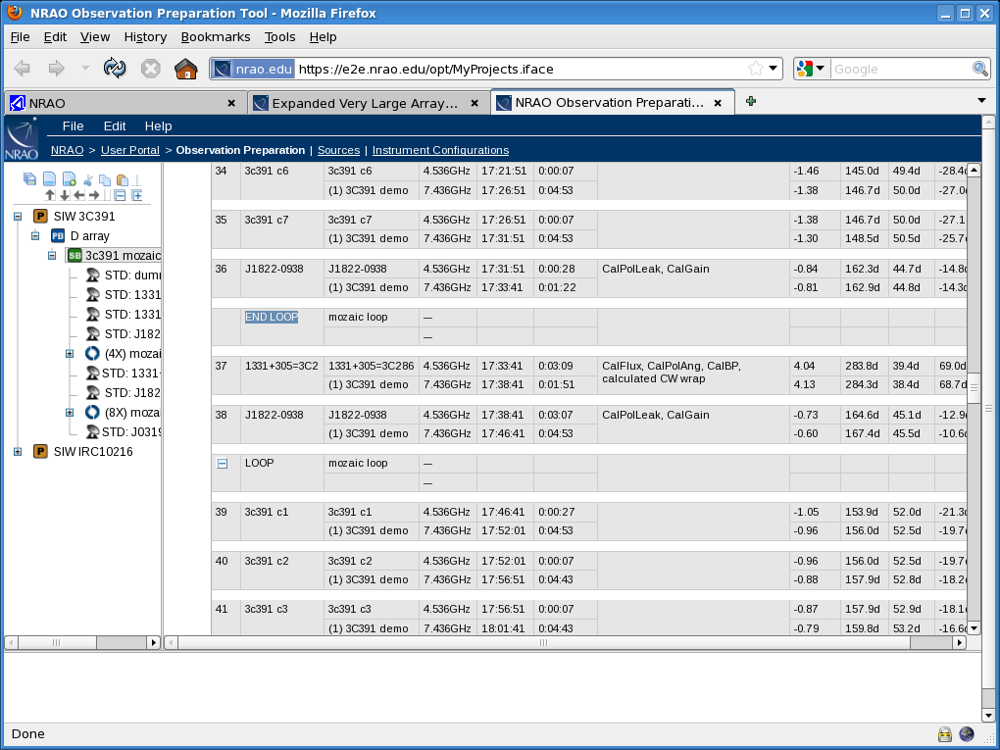 NRAO Observation Preparation Tool - Mozilla Firefox
File Edit View History Bookmarks Tools Help
nrao.edu https://e2e.nrao.edu/opt/MyProjects.iface Google
NRAO Expanded Very Large Array... NRAO Observation Preparati...
File Edit Help
NRAO
NRAO > User Portal > Observation Preparation | Sources | Instrument Configurations
SIW 3C391
PB D array
SB 3c391 mozaic
STD: dum
STD: 1331
STD: 1331
STD: J182
(4X) mozai
STD: 1331
STD: J182
(8X) moza
STD: J0319
P SIW IRC10216
34 3c391 c6 3c391 c6 4.536GHz 17:21:51 0:00:07 -1.46 145.0d 49.4d -28.4d
(1) 3C391 demo 7.436GHz 17:26:51 0:04:53 -1.38 146.7d 50.0d -27.0
35 3c391 c7 3c391 c7 4.536GHz 17:26:51 0:00:07 -1.38 146.7d 50.0d -27.1
(1) 3C391 demo 7.436GHz 17:31:51 0:04:53 -1.30 148.5d 50.5d -25.7
36 J1822-0938 J1822-0938 4.536GHz 17:31:51 0:00:28 CalPolLeak, CalGain -0.84 162.3d 44.7d -14.8
(1) 3C391 demo 7.436GHz 17:33:41 0:01:22 -0.81 162.9d 44.8d -14.3
END LOOP mozaic loop —
—
37 1331+305=3C2 1331+305=3C286 4.536GHz 17:33:41 0:03:09 CalFlux, CalPolAng, CalBP, 4.04 283.8d 39.4d 69.0d
(1) 3C391 demo 7.436GHz 17:38:41 0:01:51 calculated CW wrap 4.13 284.3d 38.4d 68.7d
38 J1822-0938 J1822-0938 4.536GHz 17:38:41 0:03:07 CalPolLeak, CalGain -0.73 164.6d 45.1d -12.9
(1) 3C391 demo 7.436GHz 17:46:41 0:04:53 -0.60 167.4d 45.5d -10.6
LOOP mozaic loop —
—
39 3c391 c1 3c391 c1 4.536GHz 17:46:41 0:00:27 -1.05 153.9d 52.0d -21.3
(1) 3C391 demo 7.436GHz 17:52:01 0:04:53 -0.96 156.0d 52.5d -19.7
40 3c391 c2 3c391 c2 4.536GHz 17:52:01 0:00:07 -0.96 156.0d 52.5d -19.7
(1) 3C391 demo 7.436GHz 17:56:51 0:04:43 -0.88 157.9d 52.8d -18.2
41 3c391 c3 3c391 c3 4.536GHz 17:56:51 0:00:07 -0.87 157.9d 52.9d -18.1
(1) 3C391 demo 7.436GHz 18:01:41 0:04:43 -0.79 159.8d 53.2d -16.6
Done